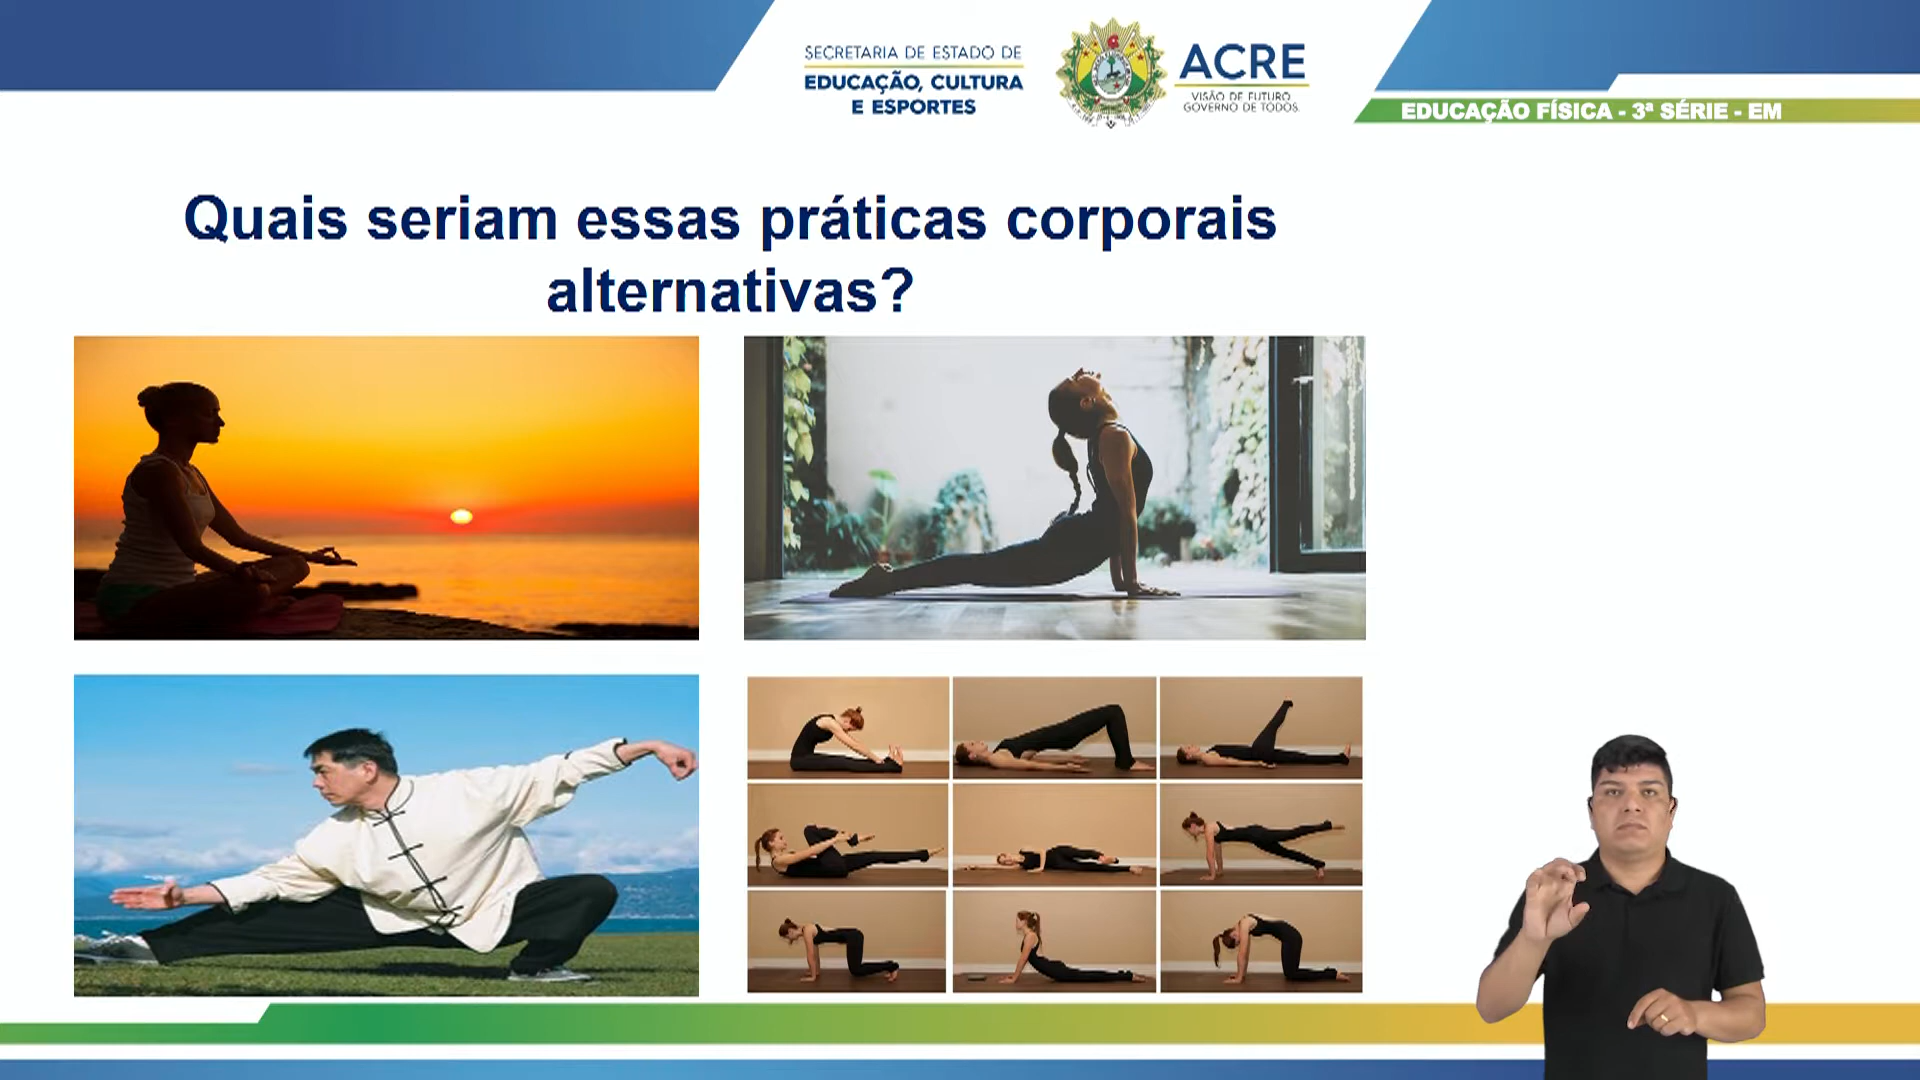 SECRETARIA DE ESTADO DE
EDUCAÇÃO, CULTURA
E ESPORTES
ACRE
VISÃO DE FUTURO
GOVERNO DE TODOS
EDUCAÇÃO FÍSICA - 3ª SÉRIE - EM
Quais seriam essas práticas corporais
alternativas?